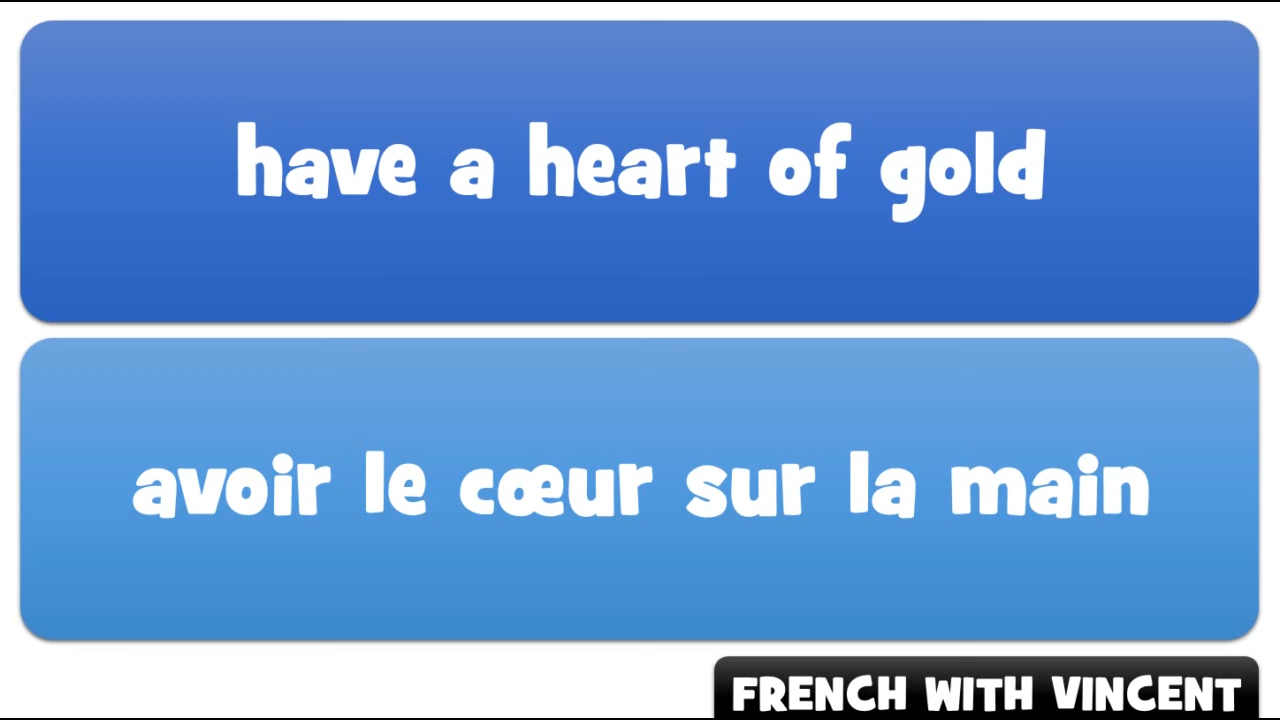 have a heart of gold
avoir le cœur sur la main
FRENCH WITH VINCENT